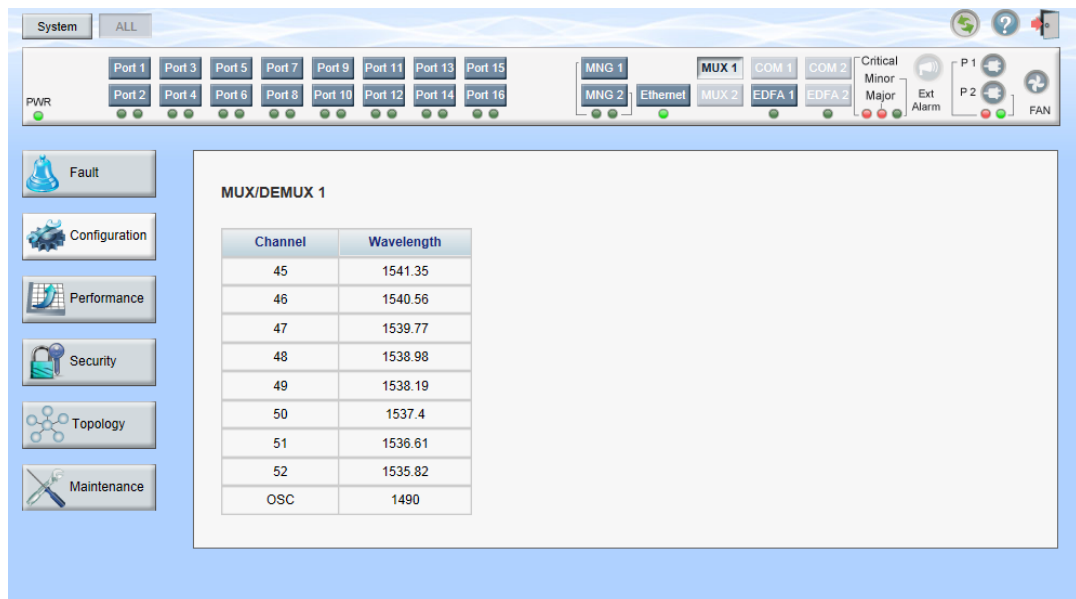 System ALL
Port 1 Port 3 Port 5 Port 7 Port 9 Port 11 Port 13 Port 15 MNG 1 MUX 1 COM 1 COM 2 Critical P 1
Minor
Port 2 Port 4 Port 6 Port 8 Port 10 Port 12 Port 14 Port 16 MNG 2 Ethernet MUX 2 EDFA 1 EDFA 2 Major Ext P 2
PWR Alarm FAN
Fault
Configuration
Performance
Security
Topology
Maintenance
MUX/DEMUX 1
Channel Wavelength
45 1541.35
46 1540.56
47 1539.77
48 1538.98
49 1538.19
50 1537.4
51 1536.61
52 1535.82
OSC 1490